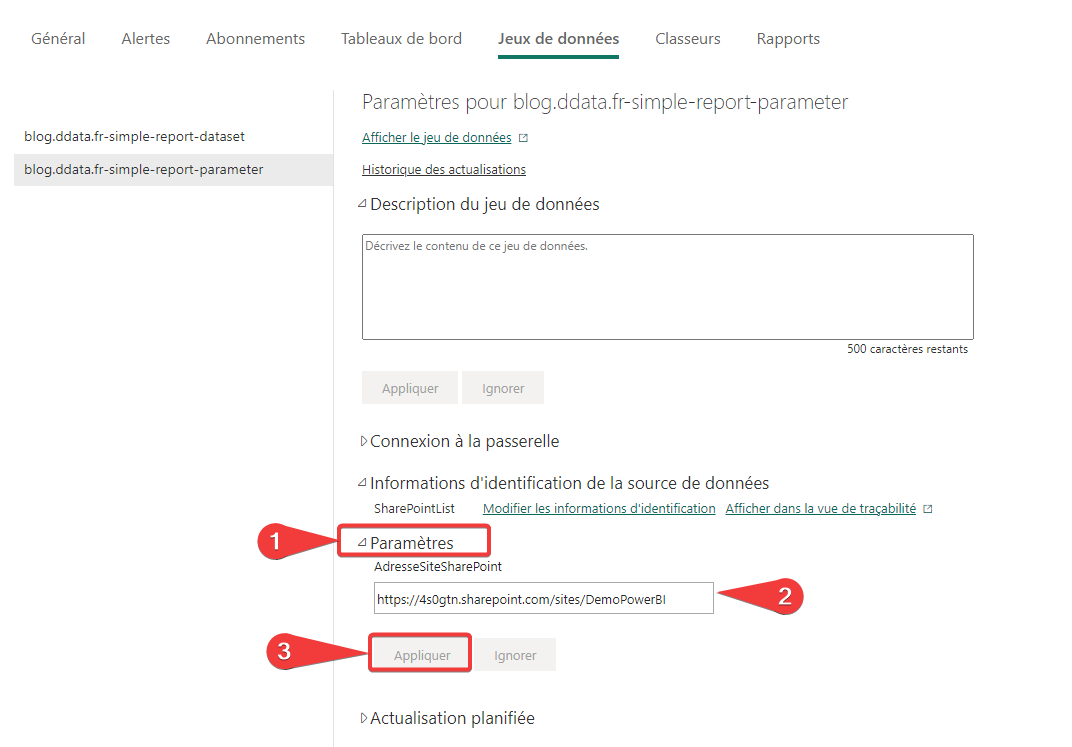 Général Alertes Abonnements Tableaux de bord Jeux de données Classeurs Rapports
blog.ddata.fr-simple-report-dataset
blog.ddata.fr-simple-report-parameter
Paramètres pour blog.ddata.fr-simple-report-parameter
Afficher le jeu de données
Historique des actualisations
Description du jeu de données
Décrivez le contenu de ce jeu de données.
500 caractères restants
Appliquer Ignorer
Connexion à la passerelle
Informations d'identification de la source de données
SharePointList Modifier les informations d'identification Afficher dans la vue de traçabilité
1 Paramètres
AdresseSiteSharePoint
https://4s0gtn.sharepoint.com/sites/DemoPowerBI 2
3 Appliquer Ignorer
Actualisation planifiée